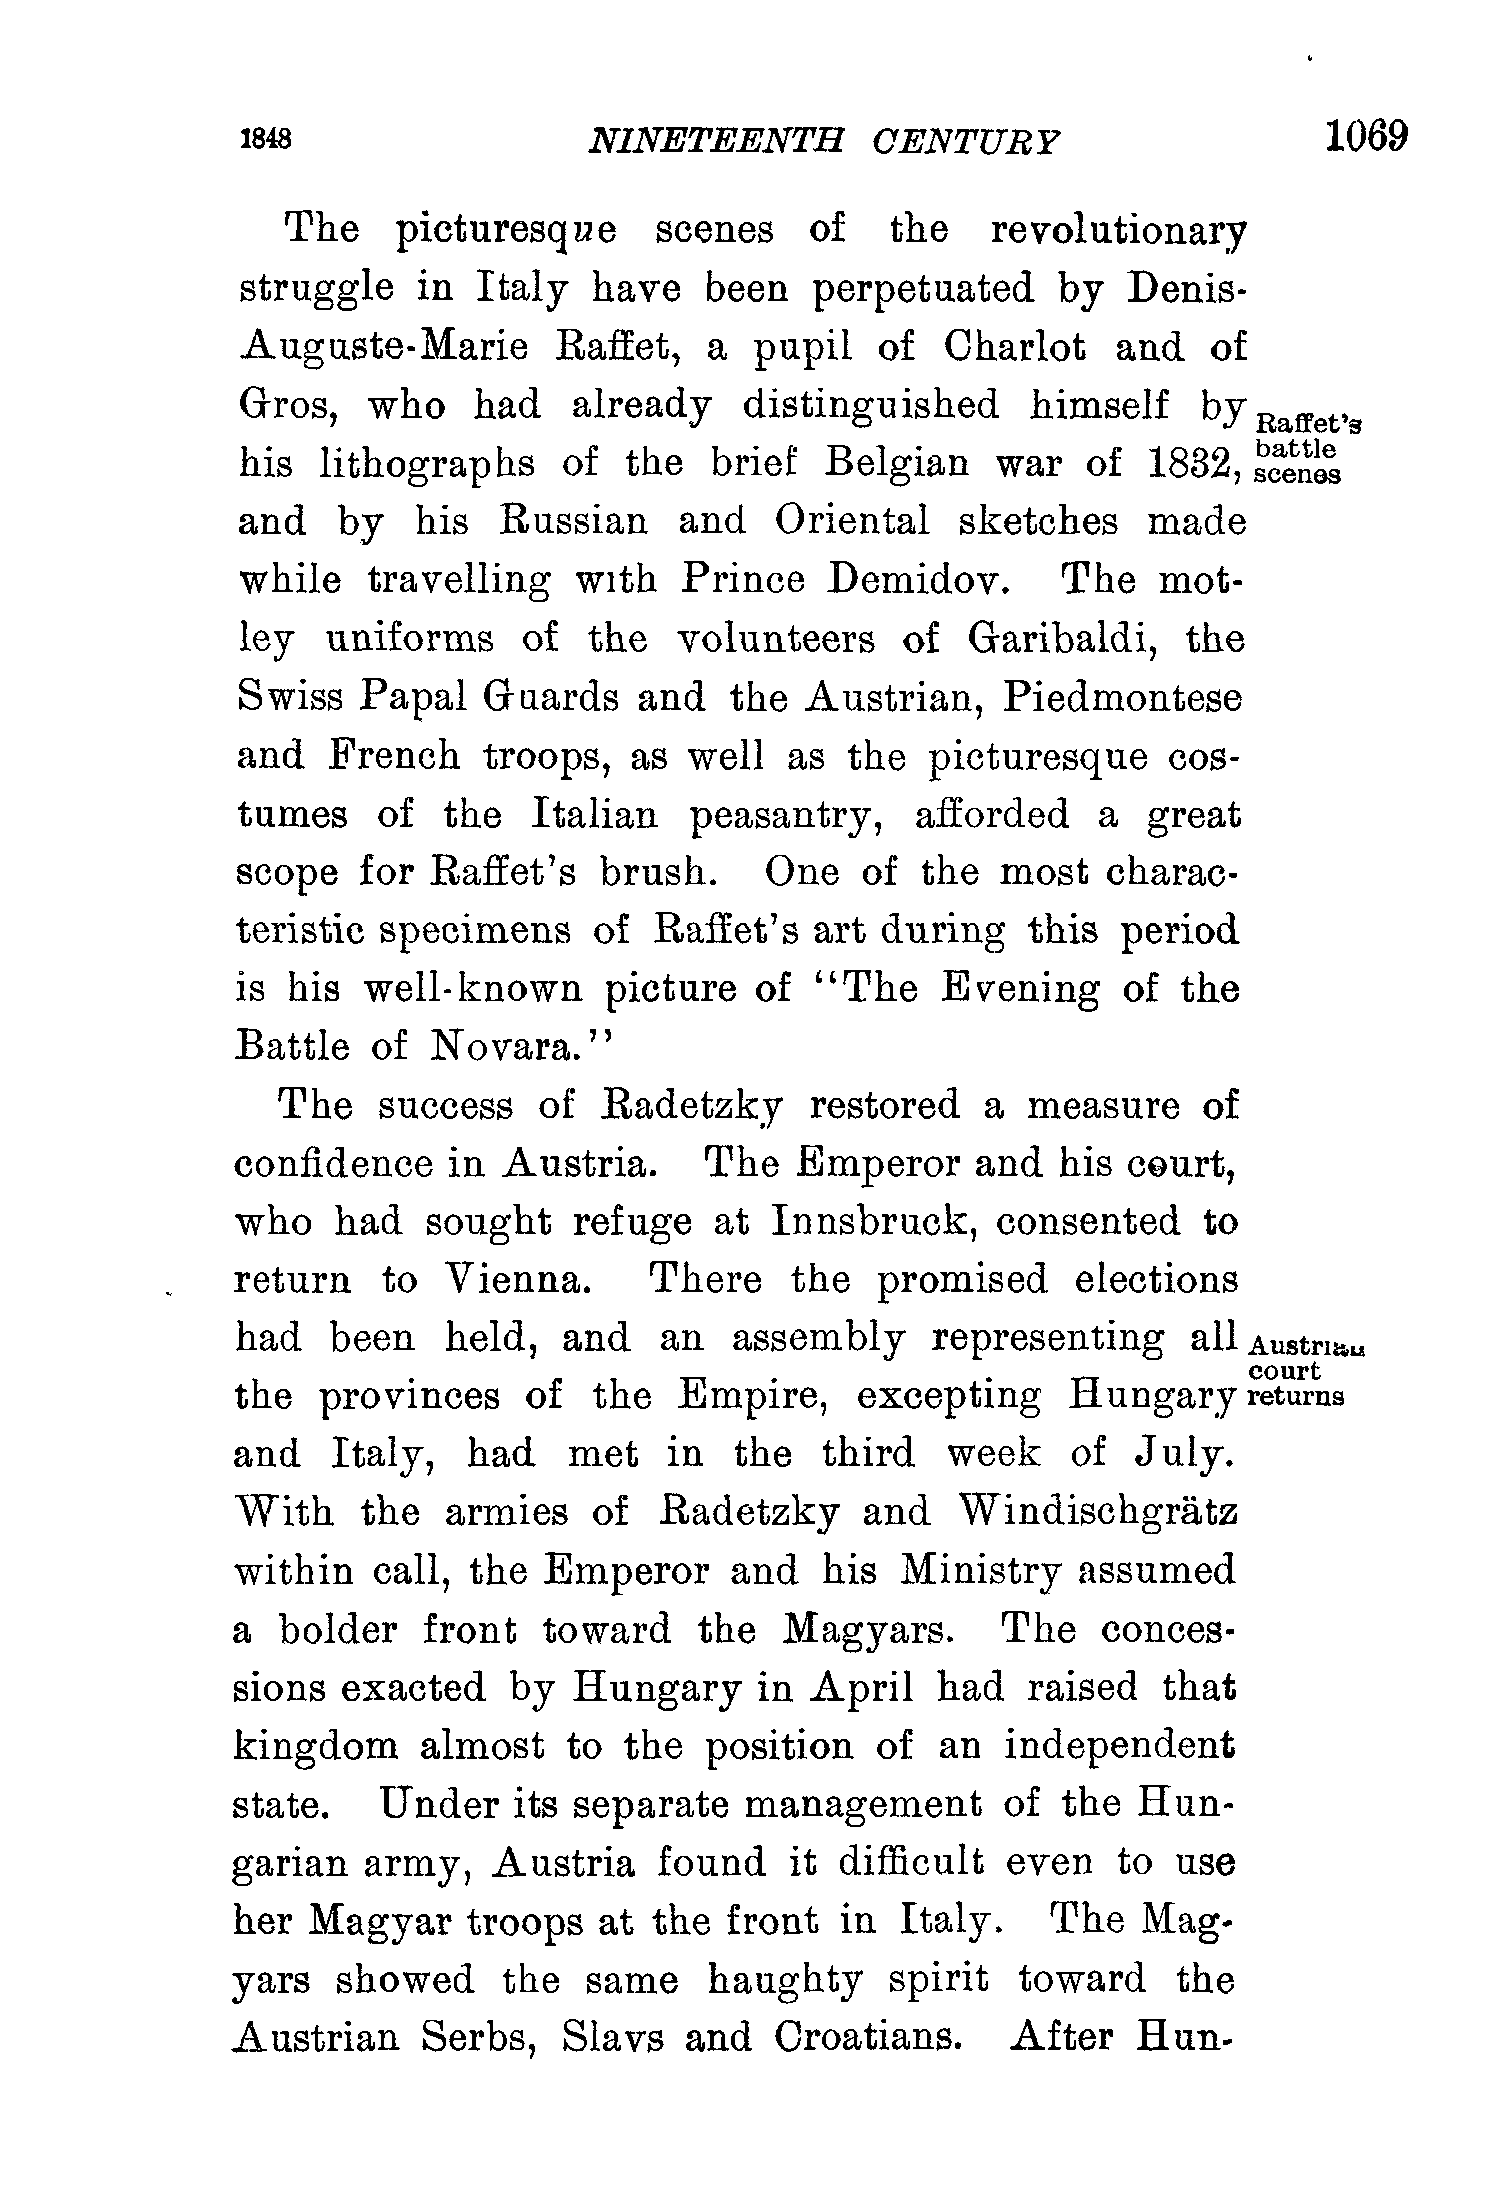 1848 NINETEENTH CENTURY 1069
The picturesque scenes of the revolutionary
struggle in Italy have been perpetuated by Denis-
Auguste-Marie Raffet, a pupil of Charlot and of
Gros, who had already distinguished himself by
his lithographs of the brief Belgian war of 1832,
Raffet's
battle
scenes
and by his Russian and Oriental sketches made
while travelling with Prince Demidov. The mot-
ley uniforms of the volunteers of Garibaldi, the
Swiss Papal Guards and the Austrian, Piedmontese
and French troops, as well as the picturesque cos-
tumes of the Italian peasantry, afforded a great
scope for Raffet's brush. One of the most charac-
teristic specimens of Raffet's art during this period
is his well-known picture of "The Evening of the
Battle of Novara."
The success of Radetzky restored a measure of
confidence in Austria. The Emperor and his court,
who had sought refuge at Innsbruck, consented to
return to Vienna. There the promised elections
had been held, and an assembly representing all
the provinces of the Empire, excepting Hungary
Austrian
court
returns
and Italy, had met in the third week of July.
With the armies of Radetzky and Windischgrätz
within call, the Emperor and his Ministry assumed
a bolder front toward the Magyars. The conces-
sions exacted by Hungary in April had raised that
kingdom almost to the position of an independent
state. Under its separate management of the Hun-
garian army, Austria found it difficult even to use
her Magyar troops at the front in Italy. The Mag-
yars showed the same haughty spirit toward the
Austrian Serbs, Slavs and Croatians. After Hun-